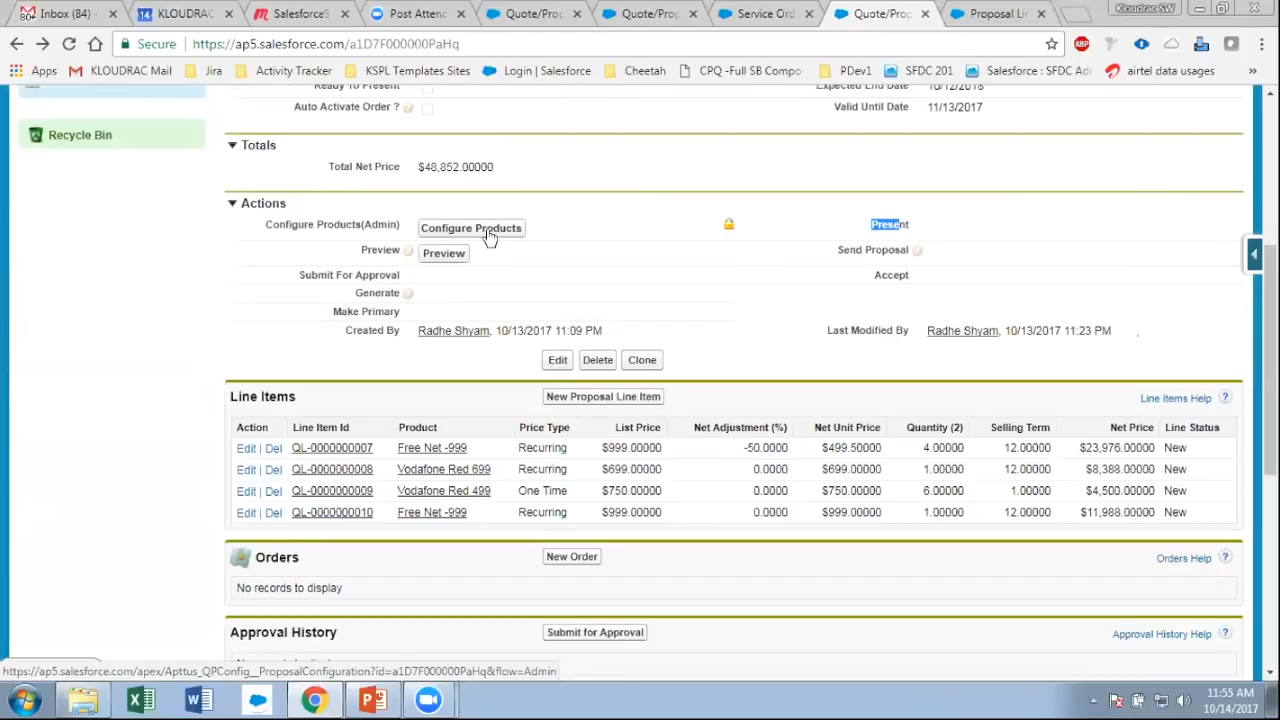 Inbox (84)
KLOUDRAC
SalesforceS
Post Atten
Quote/Prop
Quote/Prop
Service Ord
Quote/Prop
Proposal Li
Kloudrac SW
Secure
https://ap5.salesforce.com/a1D7F000000PaHq
Apps
KLOUDRAC Mail
Jira
Activity Tracker
KSPL Templates Sites
Login | Salesforce
Cheetah
CPQ -Full SB Compo
PDev1
SFDC 201
Salesforce : SFDC Ad
airtel data usages
»
Ready To Present
Expected End Date 10/12/2018
Auto Activate Order ?
Valid Until Date 11/13/2017
Recycle Bin
Totals
Total Net Price $48,852.00000
Actions
Configure Products(Admin) Configure Products
Present
Preview Preview
Send Proposal
Submit For Approval
Accept
Generate
Make Primary
Created By Radhe Shyam, 10/13/2017 11:09 PM
Last Modified By Radhe Shyam, 10/13/2017 11:23 PM
Edit Delete Clone
Line Items New Proposal Line Item Line Items Help ?
Action Line Item Id Product Price Type List Price Net Adjustment (%) Net Unit Price Quantity (2) Selling Term Net Price Line Status
Edit | Del QL-0000000007 Free Net -999 Recurring $999.00000 -50.0000 $499.50000 4.00000 12.00000 $23,976.00000 New
Edit | Del QL-0000000008 Vodafone Red 699 Recurring $699.00000 0.0000 $699.00000 1.00000 12.00000 $8,388.00000 New
Edit | Del QL-0000000009 Vodafone Red 499 One Time $750.00000 0.0000 $750.00000 6.00000 1.00000 $4,500.00000 New
Edit | Del QL-0000000010 Free Net -999 Recurring $999.00000 0.0000 $999.00000 1.00000 12.00000 $11,988.00000 New
Orders New Order Orders Help ?
No records to display
Approval History Submit for Approval Approval History Help ?
https://ap5.salesforce.com/apex/Apttus_QPConfig__ProposalConfiguration?id=a1D7F000000PaHq&flow=Admin
11:55 AM
10/14/2017